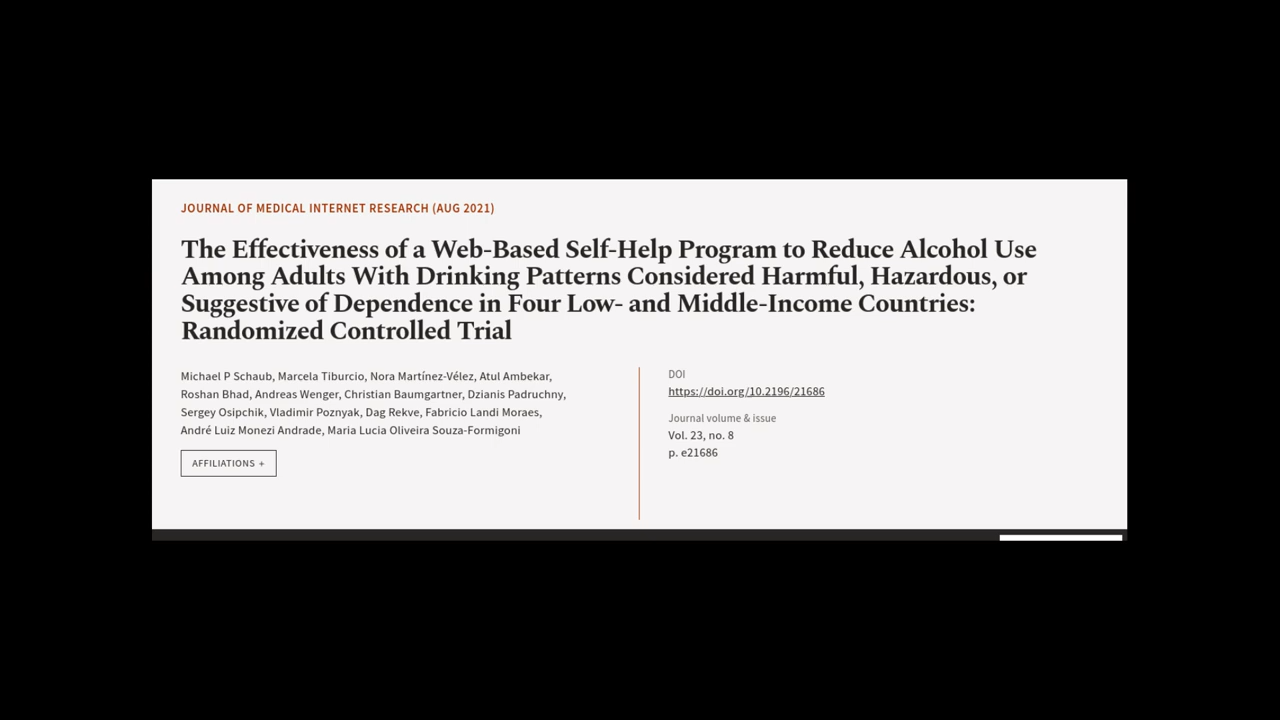 JOURNAL OF MEDICAL INTERNET RESEARCH (AUG 2021)
The Effectiveness of a Web-Based Self-Help Program to Reduce Alcohol Use
Among Adults With Drinking Patterns Considered Harmful, Hazardous, or
Suggestive of Dependence in Four Low- and Middle-Income Countries:
Randomized Controlled Trial
Michael P Schaub, Marcela Tiburcio, Nora Martínez-Vélez, Atul Ambekar,
Roshan Bhad, Andreas Wenger, Christian Baumgartner, Dzianis Padruchny,
Sergey Osipchik, Vladimir Poznyak, Dag Rekve, Fabricio Landi Moraes,
André Luiz Monezi Andrade, Maria Lucia Oliveira Souza-Formigoni
AFFILIATIONS +
DOI
https://doi.org/10.2196/21686
Journal volume & issue
Vol. 23, no. 8
p. e21686